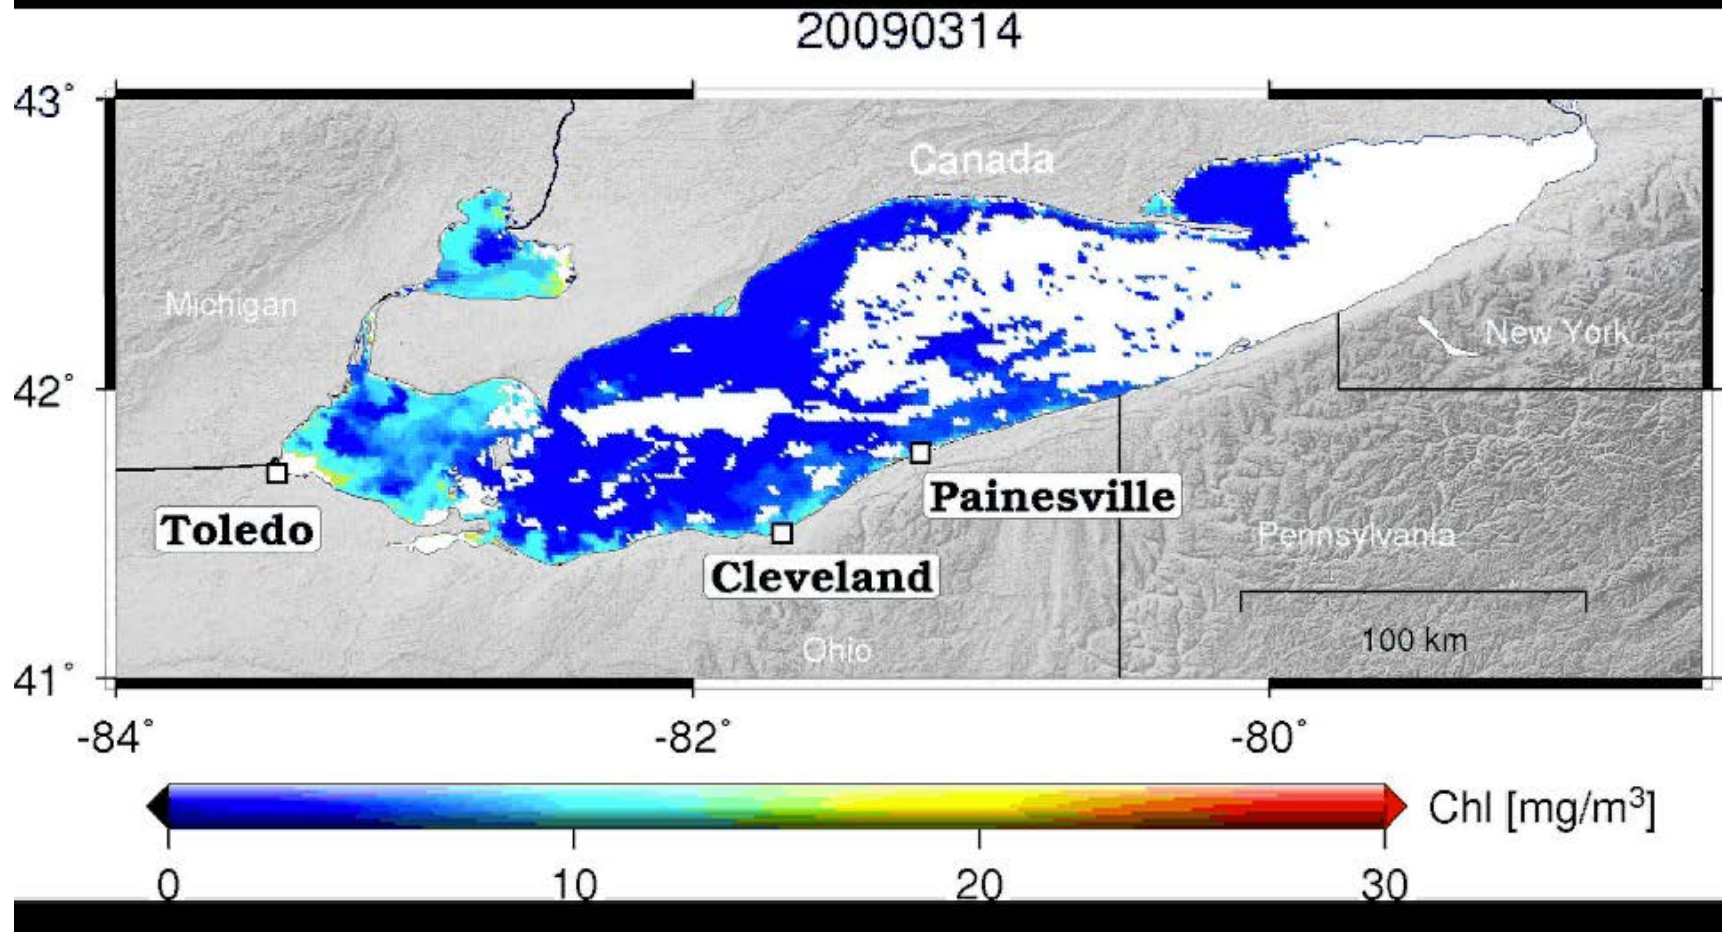 20090314
43°
Canada
Michigan
New York
42°
Painesville
Toledo
Pennsylvania
Cleveland
100 km
Ohio
41°
-84°
-82°
-80°
Chl [mg/m³]
0
10
20
30